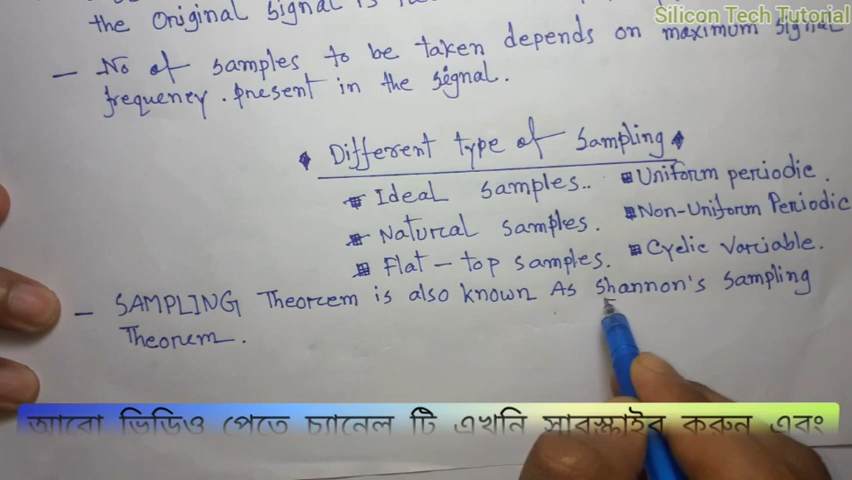 Silicon Tech Tutorial
the original signal is
- No of samples to be taken depends on maximum signal
frequency. present in the signal.
Different type of sampling
Ideal samples.. Uniform periodic.
Natural samples. Non-Uniform Periodic
Flat-top samples. Cyclic Variable.
- SAMPLING Theorem is also known As Shannon's sampling
Theorem.
আরো ভিডিও পেতে চ্যানেল টি এখনি সাবস্ক্রাইব করুন এবং